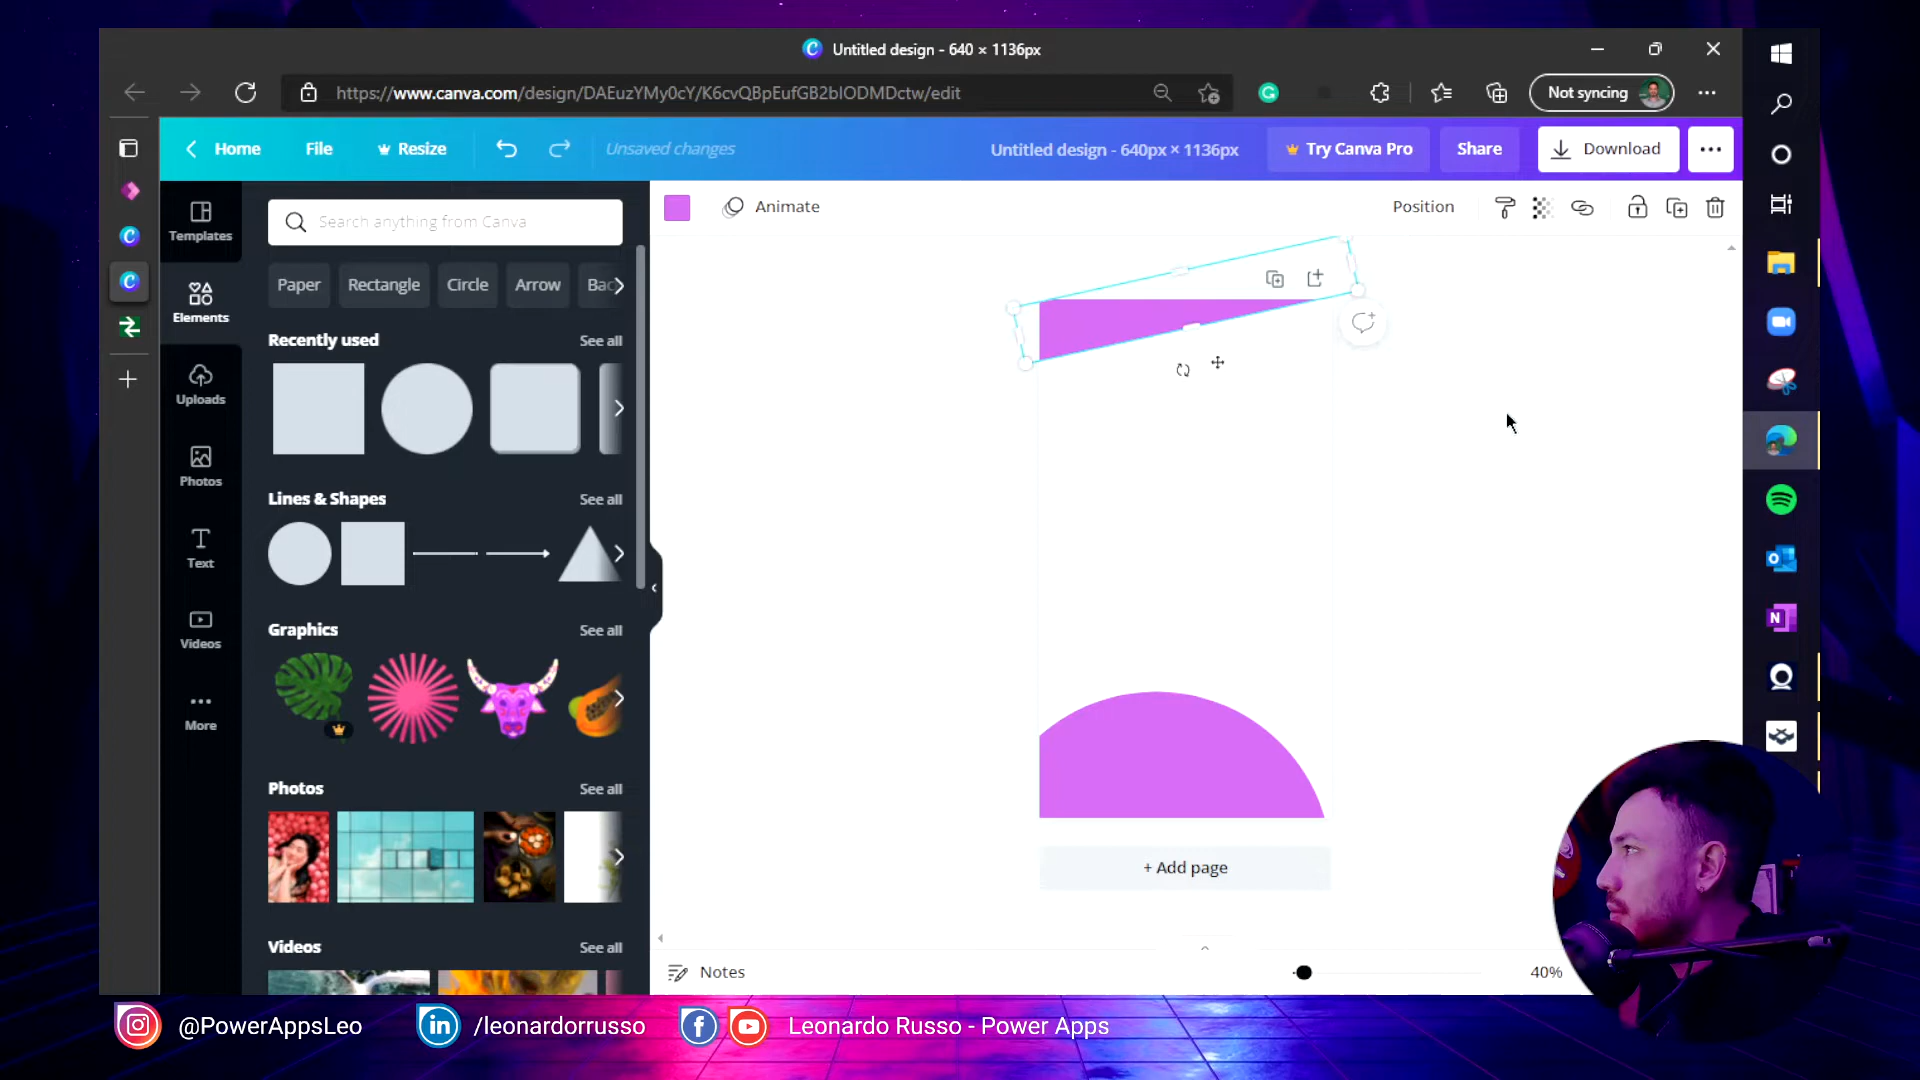 Untitled design - 640 × 1136px
https://www.canva.com/design/DAEuzYMy0cY/K6cvQBpEufGB2blODMDctw/edit
Not syncing
Home
File
Resize
Unsaved changes
Untitled design - 640px × 1136px
Try Canva Pro
Share
Download
Templates
Elements
Uploads
Photos
Text
Videos
More
Search anything from Canva
Paper
Rectangle
Circle
Arrow
Bac
Recently used
See all
Lines & Shapes
See all
Graphics
See all
Photos
See all
Videos
See all
Animate
Position
+ Add page
Notes
40%
@PowerAppsLeo
/leonardorrusso
Leonardo Russo - Power Apps